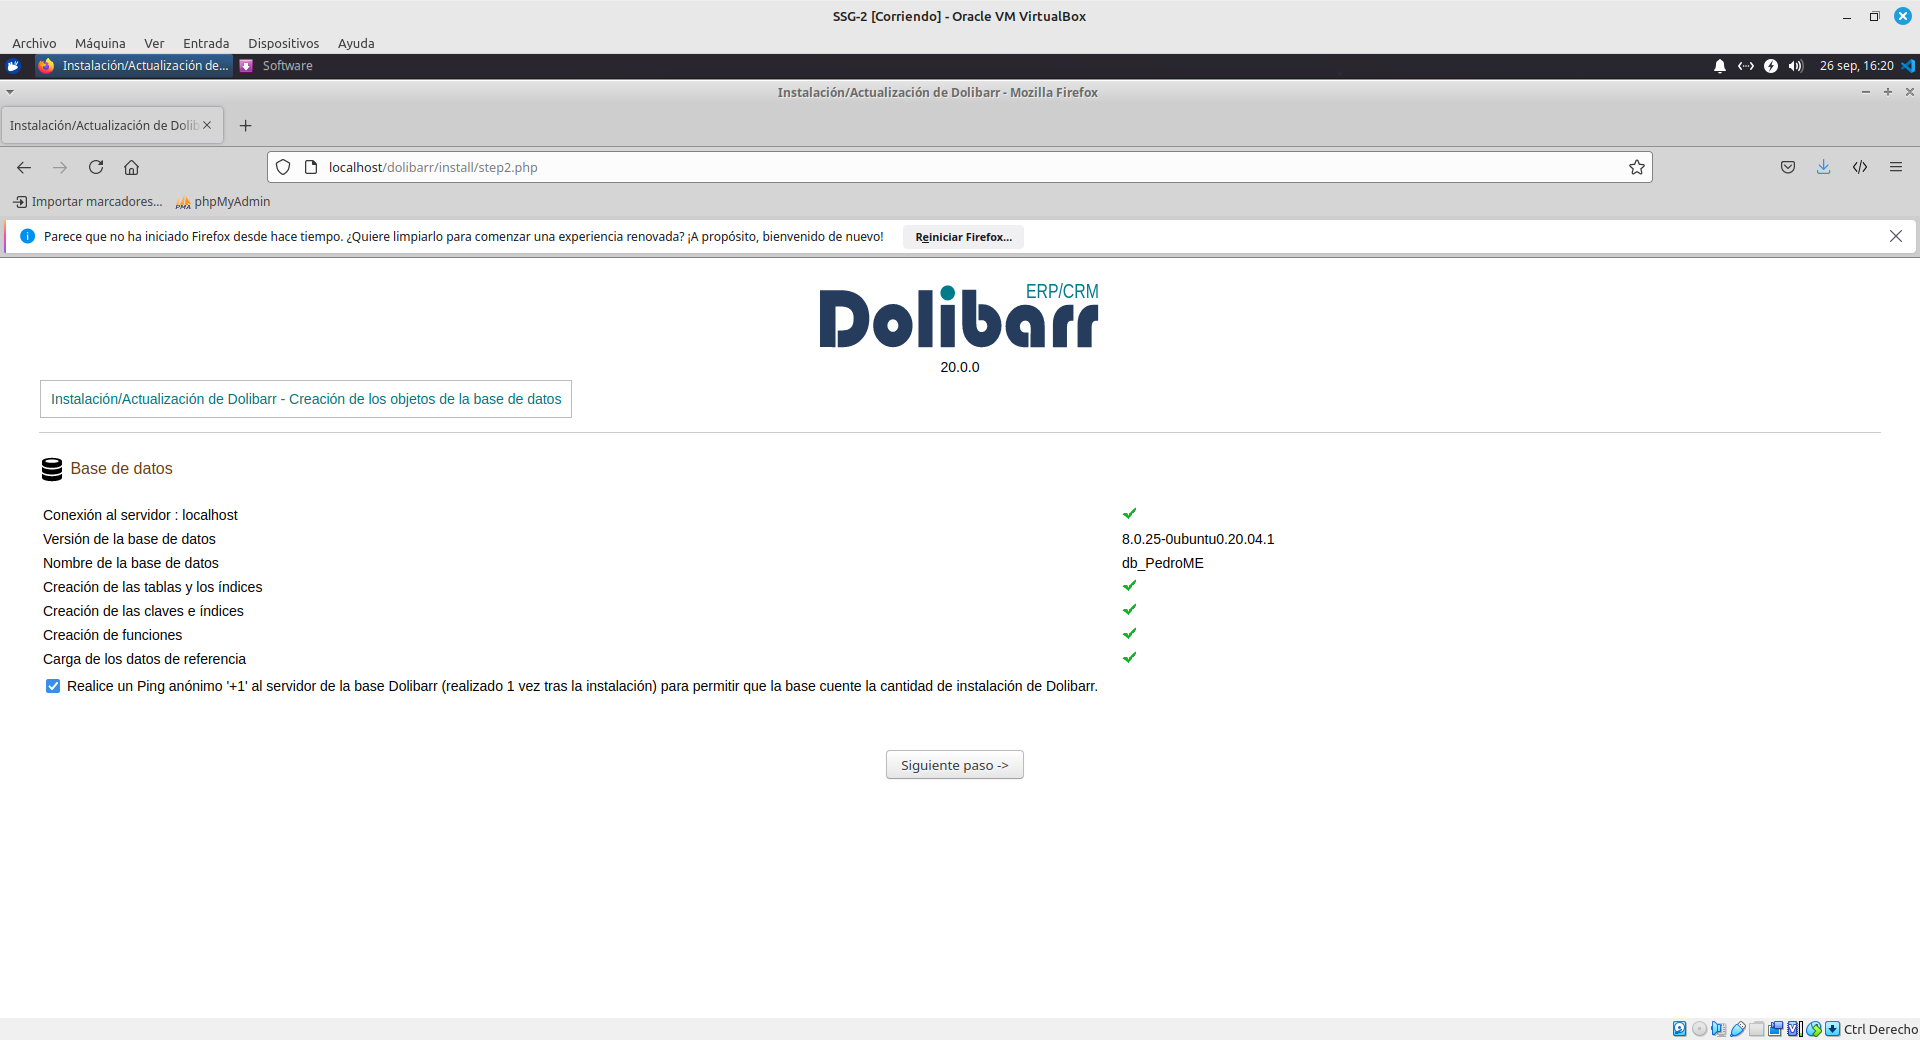 SSG-2 [Corriendo] - Oracle VM VirtualBox
Archivo Máquina Ver Entrada Dispositivos Ayuda
Instalación/Actualización de... Software 26 sep, 16:20
Instalación/Actualización de Dolibarr - Mozilla Firefox
Instalación/Actualización de Dolib
localhost/dolibarr/install/step2.php
Importar marcadores... PMA phpMyAdmin
Parece que no ha iniciado Firefox desde hace tiempo. ¿Quiere limpiarlo para comenzar una experiencia renovada? ¡A propósito, bienvenido de nuevo! Reiniciar Firefox...
ERP/CRM
Dolibarr
20.0.0
Instalación/Actualización de Dolibarr - Creación de los objetos de la base de datos
Base de datos
Conexión al servidor : localhost
Versión de la base de datos 8.0.25-0ubuntu0.20.04.1
Nombre de la base de datos db_PedroME
Creación de las tablas y los índices
Creación de las claves e índices
Creación de funciones
Carga de los datos de referencia
Realice un Ping anónimo '+1' al servidor de la base Dolibarr (realizado 1 vez tras la instalación) para permitir que la base cuente la cantidad de instalación de Dolibarr.
Siguiente paso ->
Ctrl Derecho